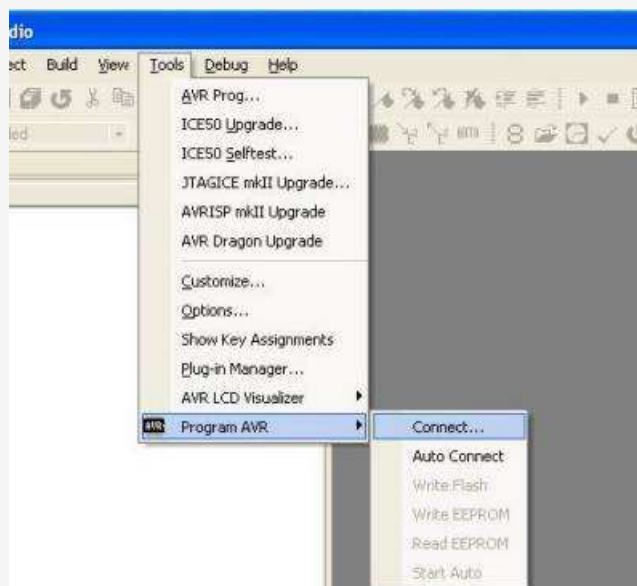 dio
ect Build View Tools Debug Help
AVR Prog...
ICE50 Upgrade...
ICE50 Selftest...
JTAGICE mkII Upgrade...
AVRISP mkII Upgrade
AVR Dragon Upgrade
Customize...
Options...
Show Key Assignments
Plug-in Manager...
AVR LCD Visualizer
AVR Program AVR
Connect...
Auto Connect
Write Flash
Write EEPROM
Read EEPROM
Start Auto